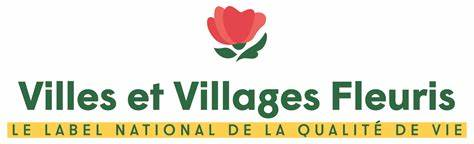 Villes et Villages Fleuris
LE LABEL NATIONAL DE LA QUALITÉ DE VIE